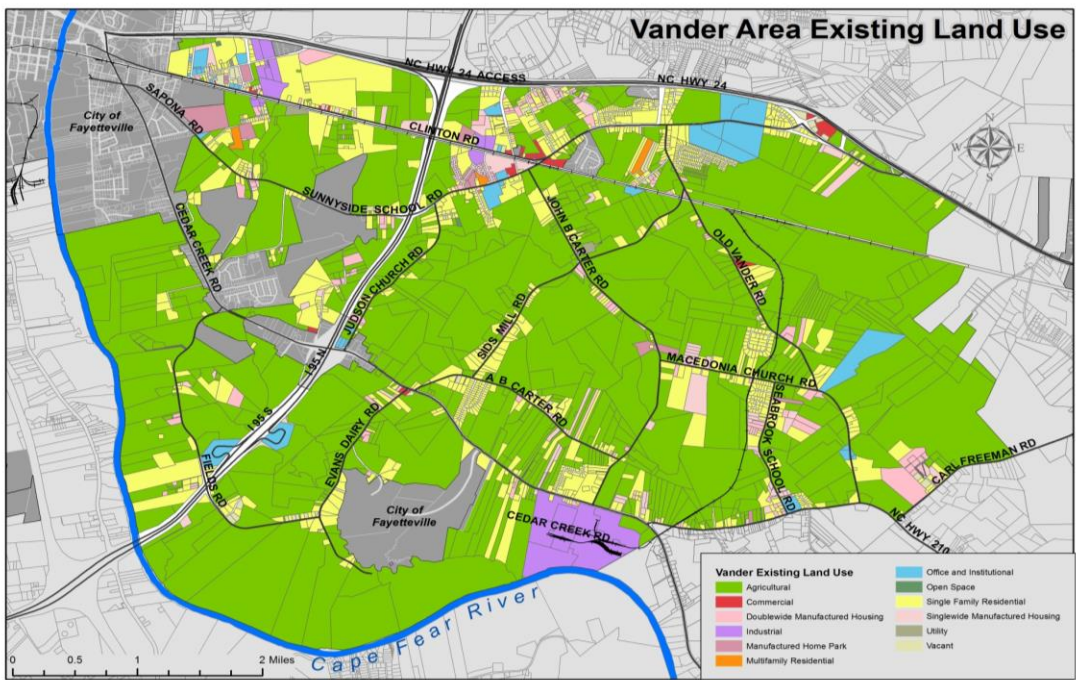 Vander Area Existing Land Use
NC HWY 24 ACCESS
NC HWY 24
City of
Fayetteville
SAPONA RD
CLINTON RD
N
W E
S
SUNNYSIDE SCHOOL RD
CEDAR CREEK RD
JUDSON CHURCH RD
JOHN B CARTER RD
OLD VANDER RD
I 95 N
SIDS MILL RD
MACEDONIA CHURCH RD
A B CARTER RD
SEABROOK SCHOOL RD
I 95 S
EVANS DAIRY RD
FIELDS RD
CARL FREEMAN RD
City of
Fayetteville
CEDAR CREEK RD
NC HWY 210
Cape Fear River
0 0.5 1 2 Miles
Vander Existing Land Use
Agricultural
Commercial
Doublewide Manufactured Housing
Industrial
Manufactured Home Park
Multifamily Residential
Office and Institutional
Open Space
Single Family Residential
Singlewide Manufactured Housing
Utility
Vacant